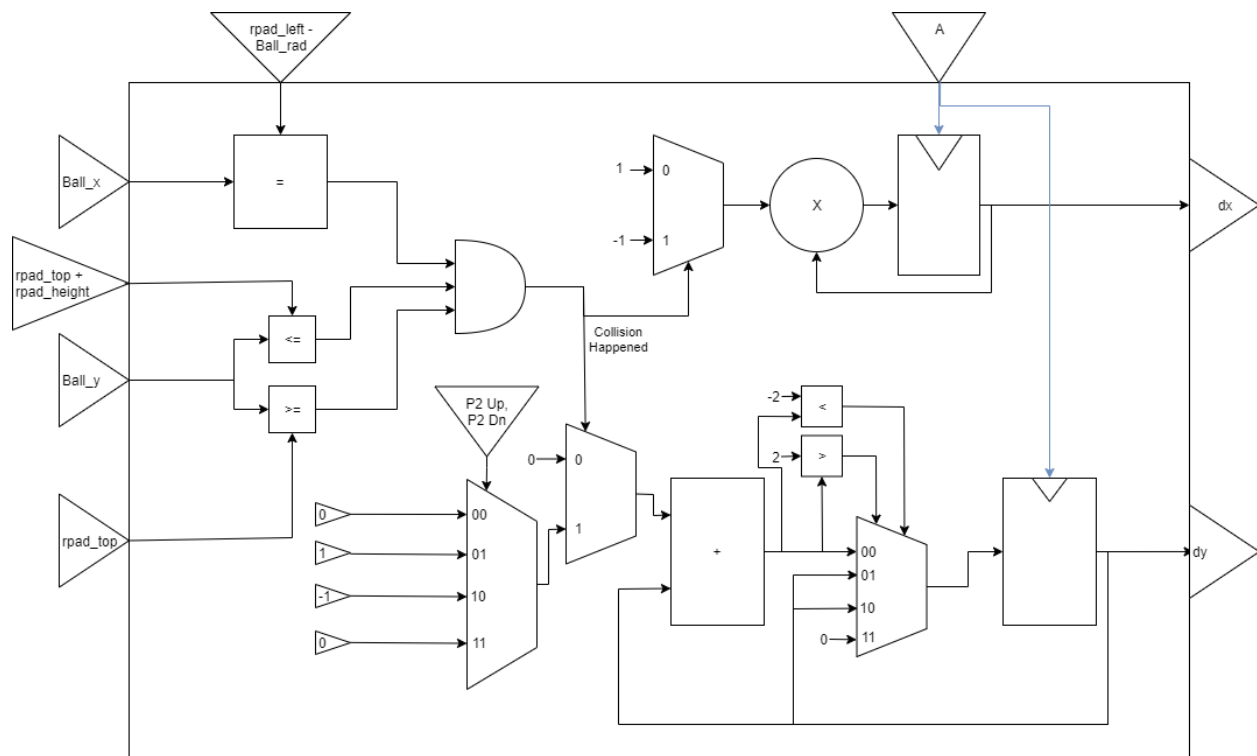 rpad_left -
Ball_rad
A
Ball_x
=
1
0
X
dx
-1
1
rpad_top +
rpad_height
<=
Collision
Happened
Ball_y
>=
P2 Up,
P2 Dn
-2
<
0
0
2
>
rpad_top
0
00
1
+
00
dy
1
01
01
-1
10
10
0
11
0
11